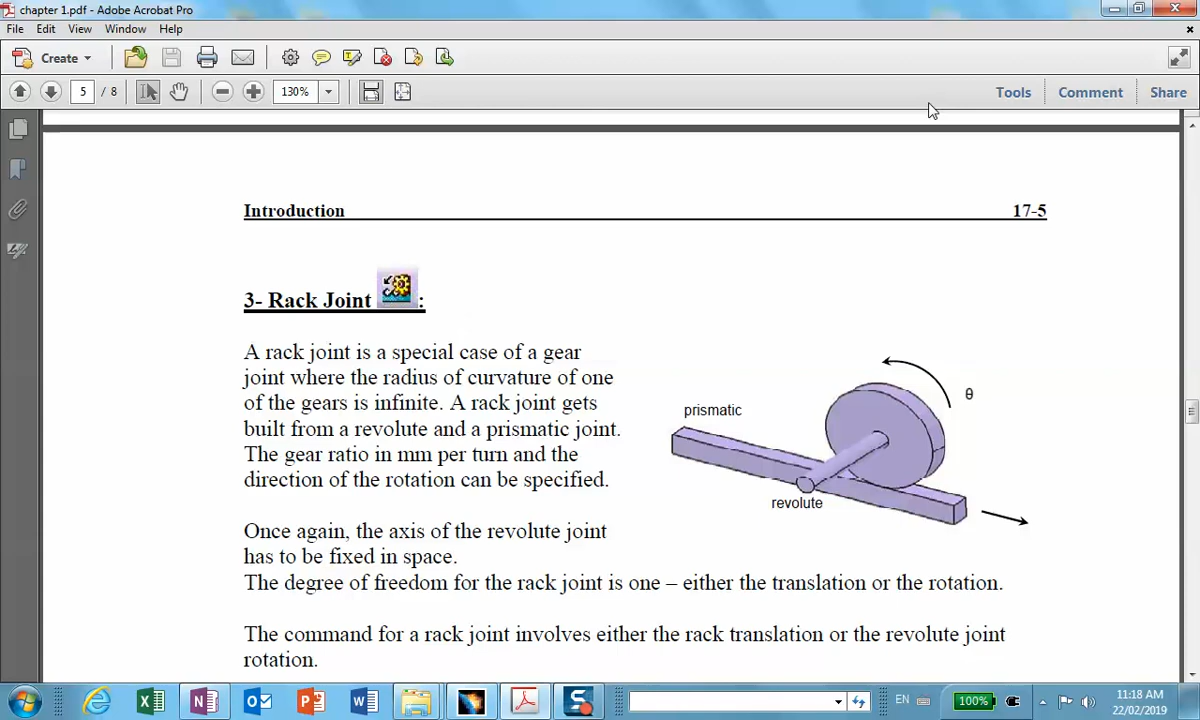 chapter 1.pdf - Adobe Acrobat Pro
File Edit View Window Help
Create
5 / 8 130% Tools Comment Share
Introduction 17-5
3- Rack Joint :
A rack joint is a special case of a gear
joint where the radius of curvature of one
of the gears is infinite. A rack joint gets
built from a revolute and a prismatic joint.
The gear ratio in mm per turn and the
direction of the rotation can be specified.
θ
prismatic
revolute
Once again, the axis of the revolute joint
has to be fixed in space.
The degree of freedom for the rack joint is one – either the translation or the rotation.
The command for a rack joint involves either the rack translation or the revolute joint
rotation.
EN 100% 11:18 AM
22/02/2019